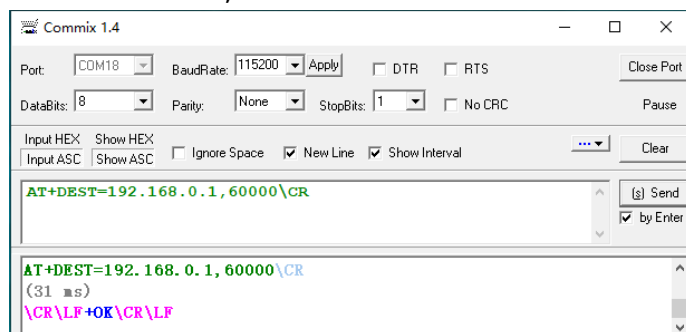 Commix 1.4
Port: COM18 BaudRate: 115200 Apply DTR RTS Close Port
DataBits: 8 Parity: None StopBits: 1 No CRC Pause
Input HEX Show HEX
Input ASC Show ASC Ignore Space New Line Show Interval ... Clear
AT+DEST=192.168.0.1,60000\CR
(s) Send
by Enter
AT+DEST=192.168.0.1,60000\CR
(31 ms)
\CR\LF+OK\CR\LF